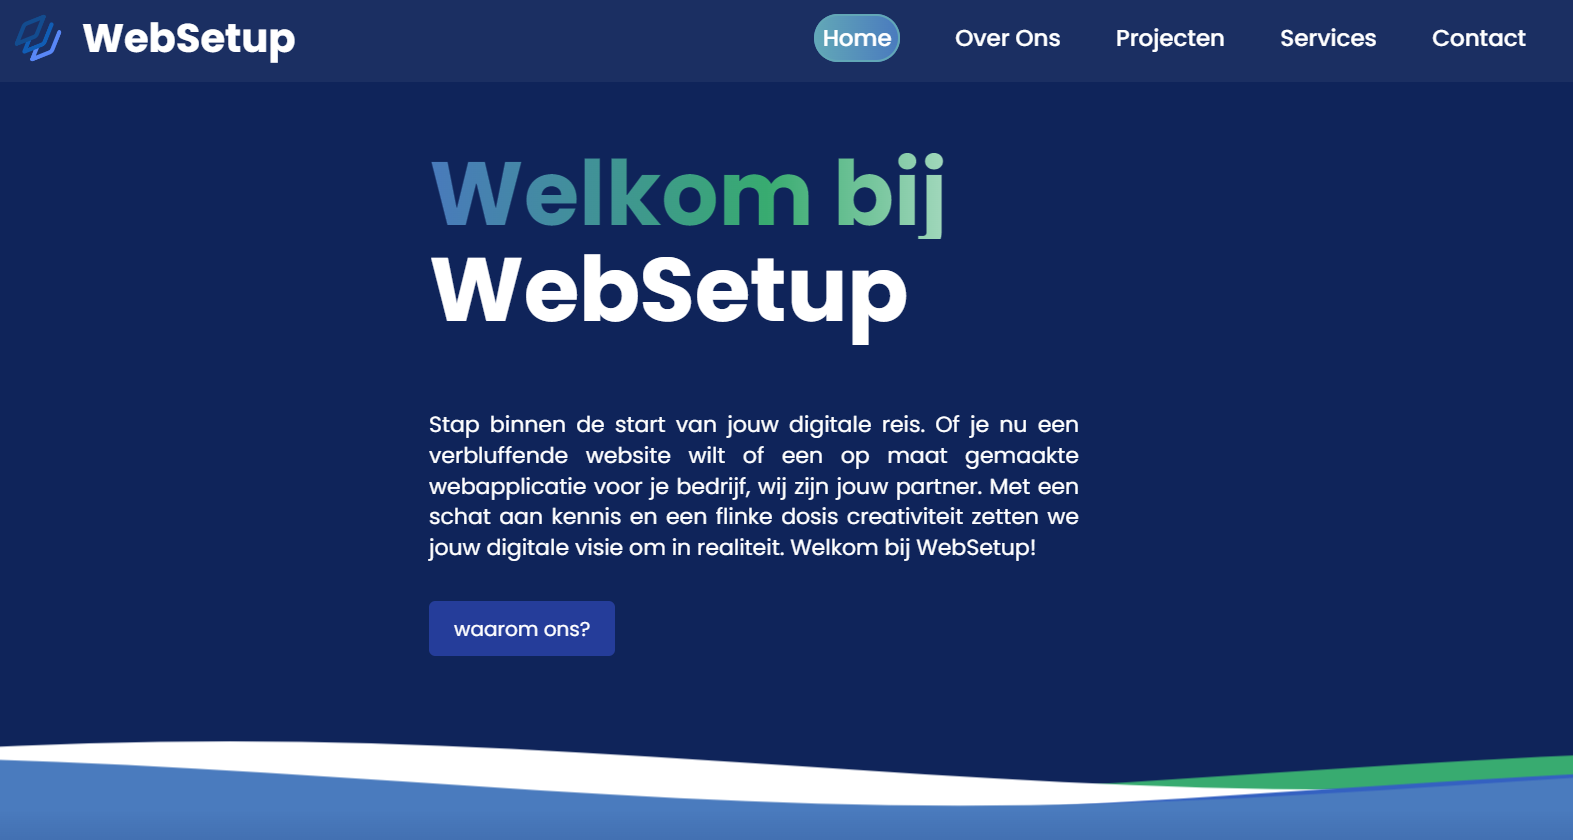 WebSetup
Home Over Ons Projecten Services Contact
Welkom bij
WebSetup
Stap binnen de start van jouw digitale reis. Of je nu een
verbluffende website wilt of een op maat gemaakte
webapplicatie voor je bedrijf, wij zijn jouw partner. Met een
schat aan kennis en een flinke dosis creativiteit zetten we
jouw digitale visie om in realiteit. Welkom bij WebSetup!
waarom ons?